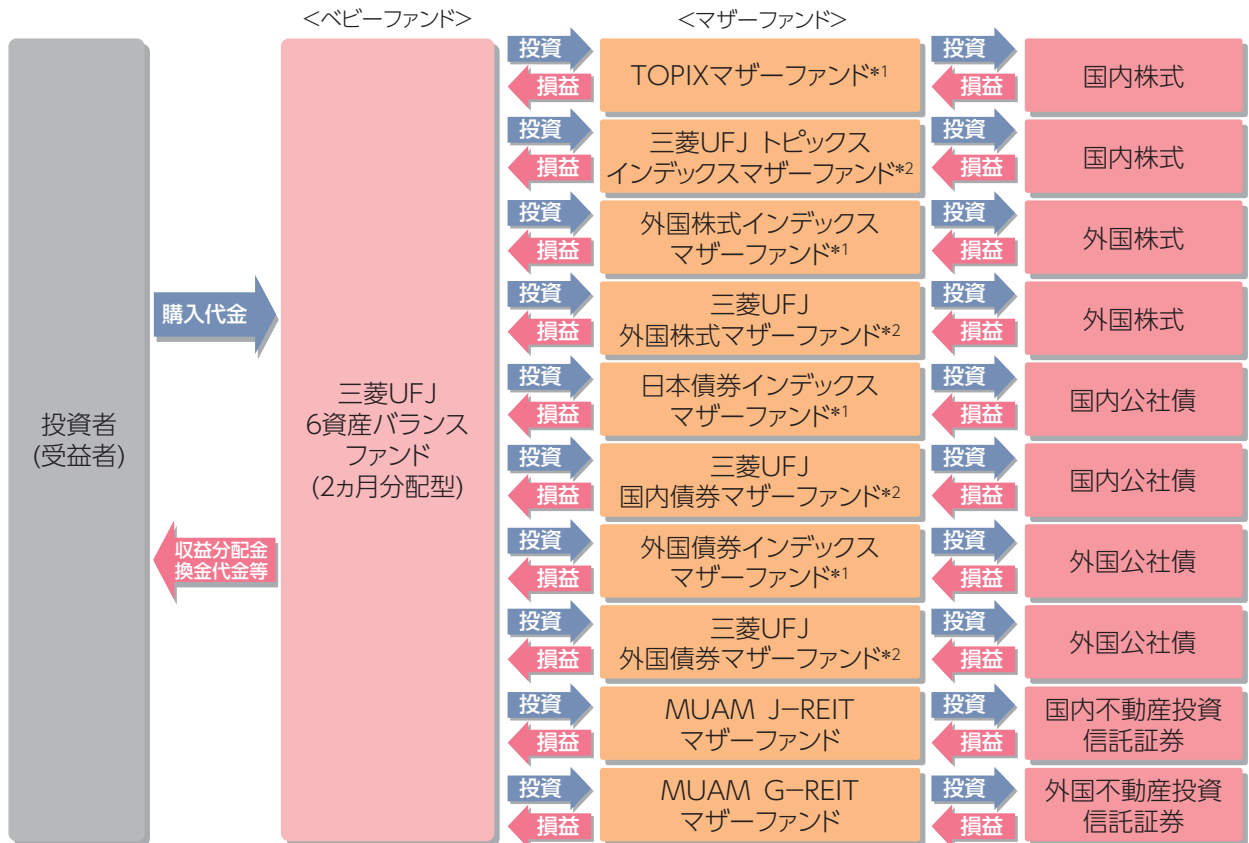 <ベビーファンド>
<マザーファンド>
投資者
(受益者)
購入代金
収益分配金
換金代金等
三菱UFJ
6資産バランス
ファンド
(2ヵ月分配型)
投資
損益
TOPIXマザーファンド*1
投資
損益
国内株式
投資
損益
三菱UFJ トピックス
インデックスマザーファンド*2
投資
損益
国内株式
投資
損益
外国株式インデックス
マザーファンド*1
投資
損益
外国株式
投資
損益
三菱UFJ
外国株式マザーファンド*2
投資
損益
外国株式
投資
損益
日本債券インデックス
マザーファンド*1
投資
損益
国内公社債
投資
損益
三菱UFJ
国内債券マザーファンド*2
投資
損益
国内公社債
投資
損益
外国債券インデックス
マザーファンド*1
投資
損益
外国公社債
投資
損益
三菱UFJ
外国債券マザーファンド*2
投資
損益
外国公社債
投資
損益
MUAM J-REIT
マザーファンド
投資
損益
国内不動産投資
信託証券
投資
損益
MUAM G-REIT
マザーファンド
投資
損益
外国不動産投資
信託証券